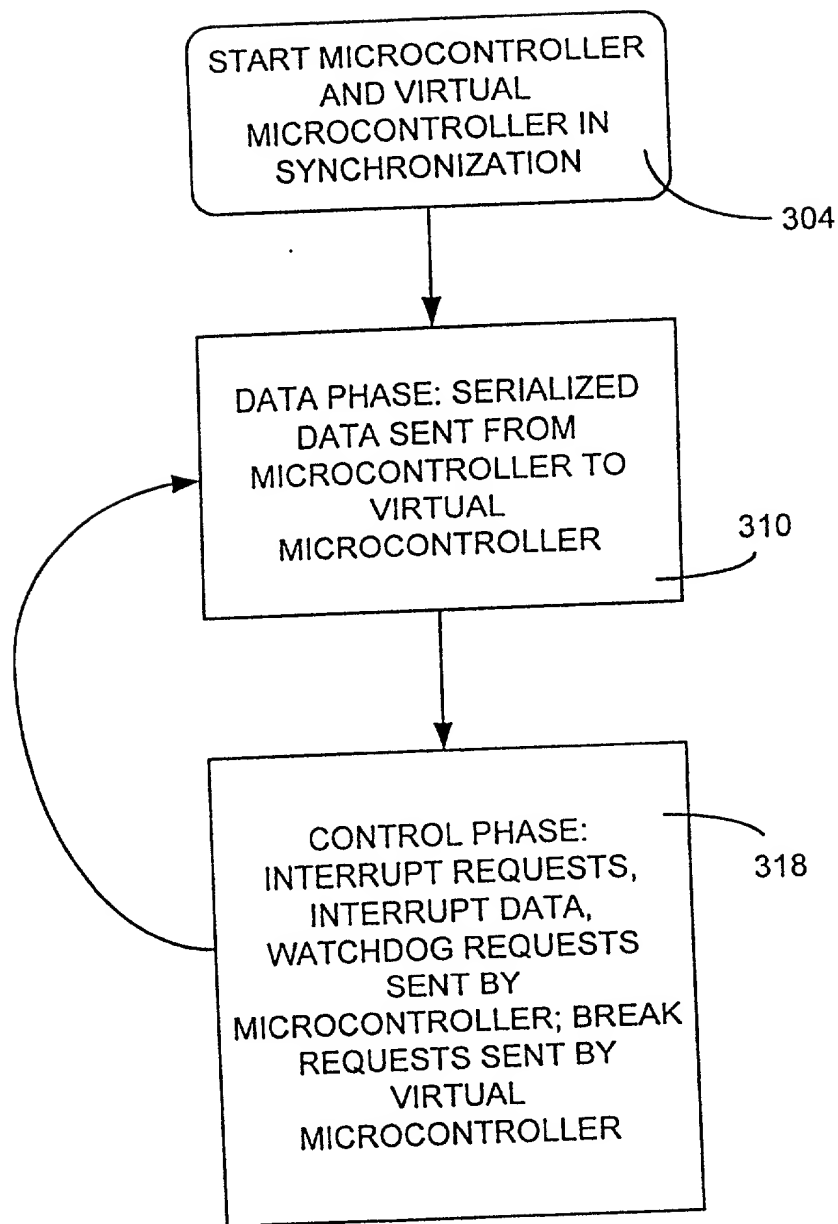 START MICROCONTROLLER
AND VIRTUAL
MICROCONTROLLER IN
SYNCHRONIZATION
304
DATA PHASE: SERIALIZED
DATA SENT FROM
MICROCONTROLLER TO
VIRTUAL
MICROCONTROLLER
310
CONTROL PHASE:
INTERRUPT REQUESTS,
INTERRUPT DATA,
WATCHDOG REQUESTS
SENT BY
MICROCONTROLLER; BREAK
REQUESTS SENT BY
VIRTUAL
MICROCONTROLLER
318